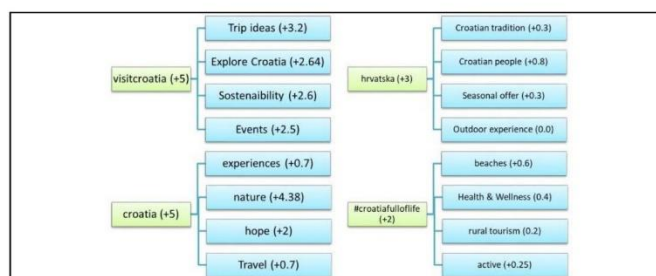 visitcroatia (+5)
Trip ideas (+3.2)
Explore Croatia (+2.64)
Sostenaibility (+2.6)
Events (+2.5)
hrvatska (+3)
Croatian tradition (+0.3)
Croatian people (+0.8)
Seasonal offer (+0.3)
Outdoor experience (0.0)
croatia (+5)
experiences (+0.7)
nature (+4.38)
hope (+2)
Travel (+0.7)
#croatiafulloflife
(+2)
beaches (+0.6)
Health & Wellness (0.4)
rural tourism (0.2)
active (+0.25)